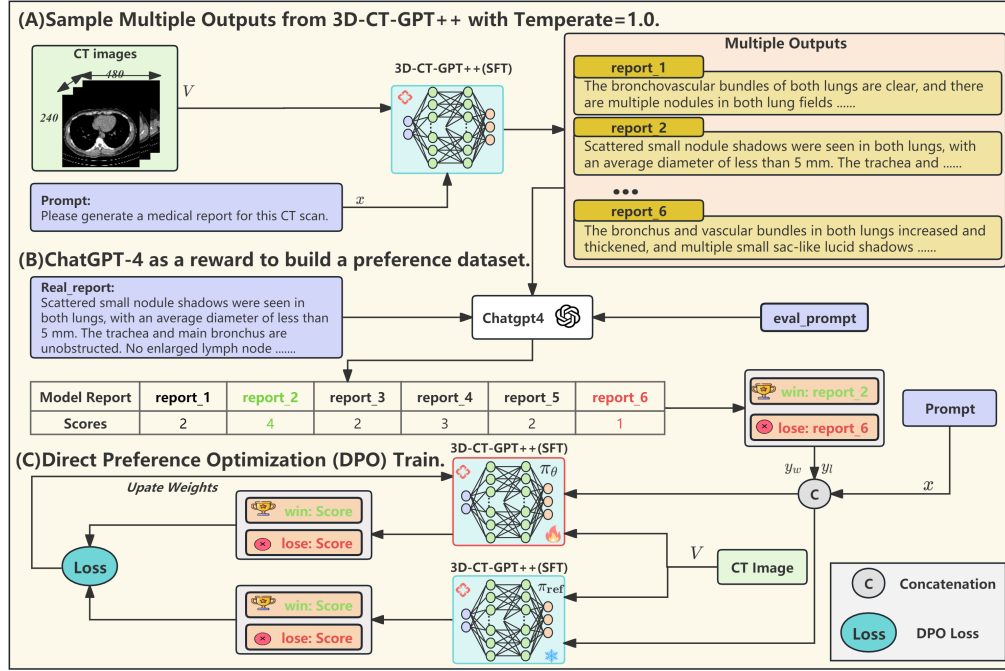 (A)Sample Multiple Outputs from 3D-CT-GPT++ with Temperate=1.0.
CT images
480
240
V
3D-CT-GPT++(SFT)
Prompt:
Please generate a medical report for this CT scan.
x
Multiple Outputs
report_1
The bronchovascular bundles of both lungs are clear, and there
are multiple nodules in both lung fields ......
report_2
Scattered small nodule shadows were seen in both lungs, with
an average diameter of less than 5 mm. The trachea and ......
•••
report_6
The bronchus and vascular bundles in both lungs increased and
thickened, and multiple small sac-like lucid shadows ......
(B)ChatGPT-4 as a reward to build a preference dataset.
Real_report:
Scattered small nodule shadows were seen in
both lungs, with an average diameter of less than
5 mm. The trachea and main bronchus are
unobstructed. No enlarged lymph node .......
Chatgpt4
eval_prompt
Model Report report_1 report_2 report_3 report_4 report_5 report_6
Scores 2 4 2 3 2 1
win: report_2
lose: report_6
Prompt
y_w y_l
x
C
(C)Direct Preference Optimization (DPO) Train.
Upate Weights
3D-CT-GPT++(SFT)
π_θ
win: Score
lose: Score
Loss
V
CT Image
3D-CT-GPT++(SFT)
π_ref
win: Score
lose: Score
C Concatenation
Loss DPO Loss